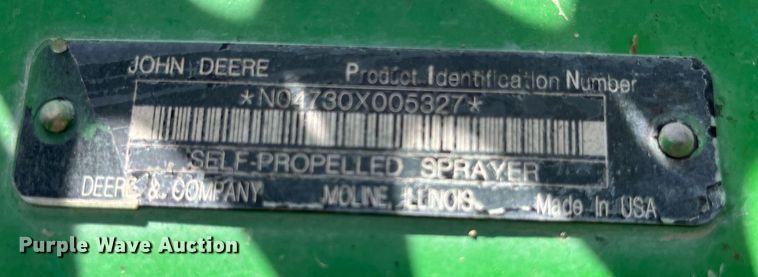 JOHN DEERE Product Identification Number
*N04730X005327*
SELF-PROPELLED SPRAYER
DEERE & COMPANY MOLINE, ILLINOIS Made In USA
Purple Wave Auction